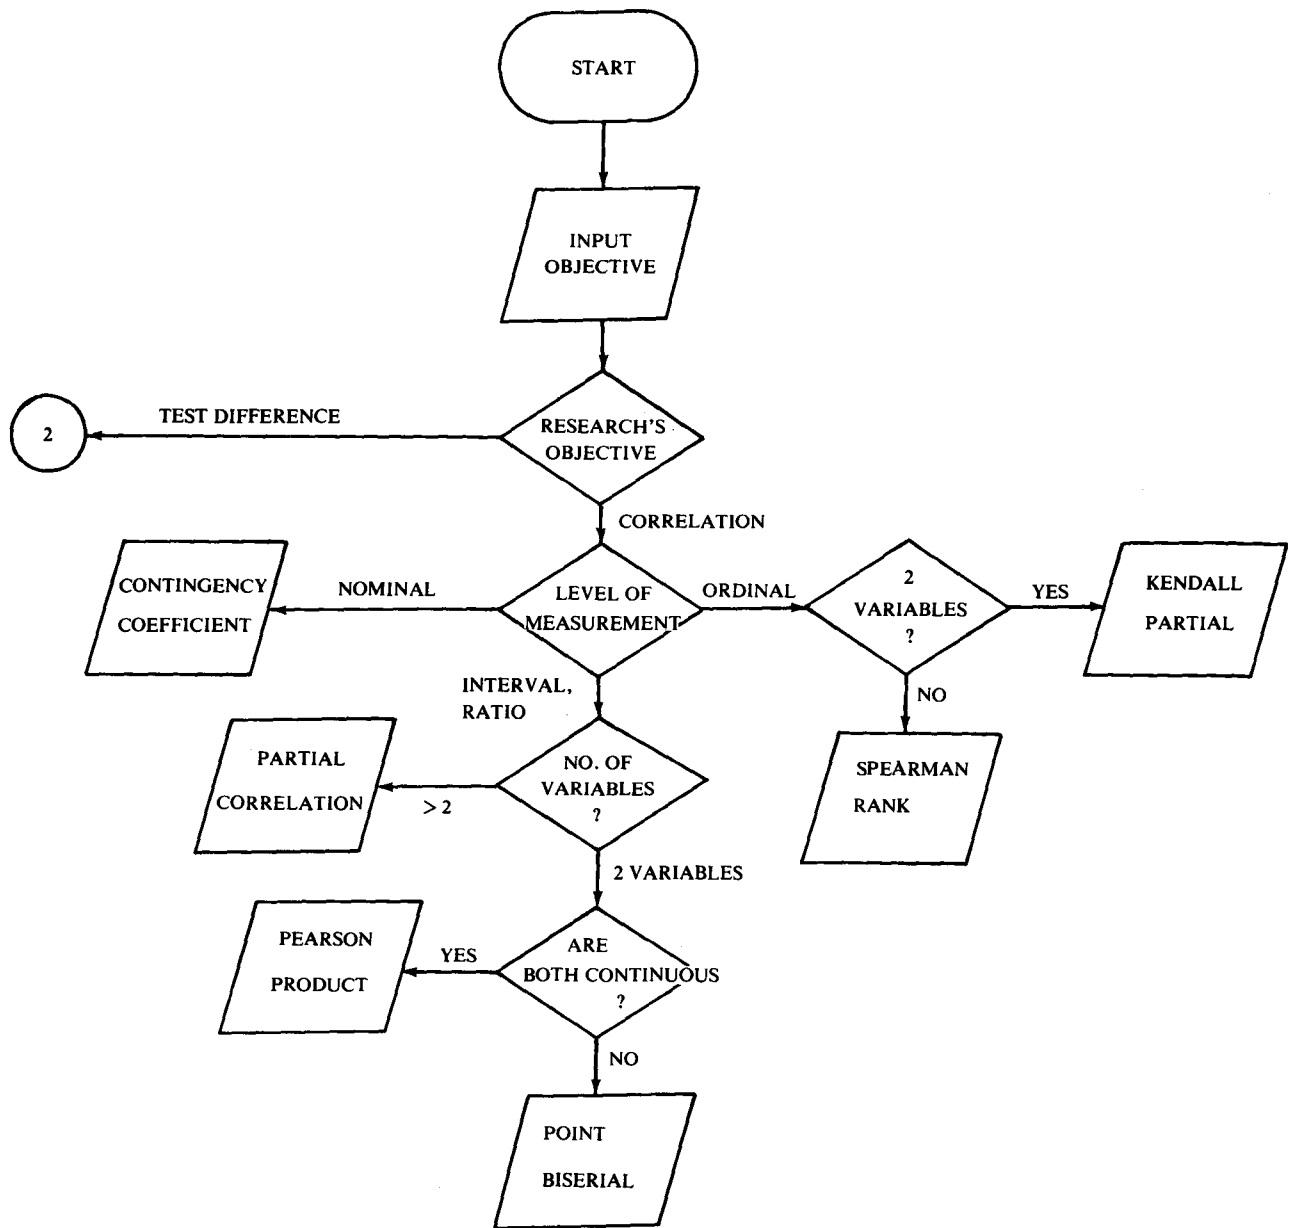 START
INPUT
OBJECTIVE
TEST DIFFERENCE
2
RESEARCH'S
OBJECTIVE
CORRELATION
CONTINGENCY
COEFFICIENT
NOMINAL
LEVEL OF
MEASUREMENT
ORDINAL
2
VARIABLES
?
YES
KENDALL
PARTIAL
INTERVAL,
RATIO
NO
PARTIAL
CORRELATION
> 2
NO. OF
VARIABLES
?
SPEARMAN
RANK
2 VARIABLES
PEARSON
PRODUCT
YES
ARE
BOTH CONTINUOUS
?
NO
POINT
BISERIAL